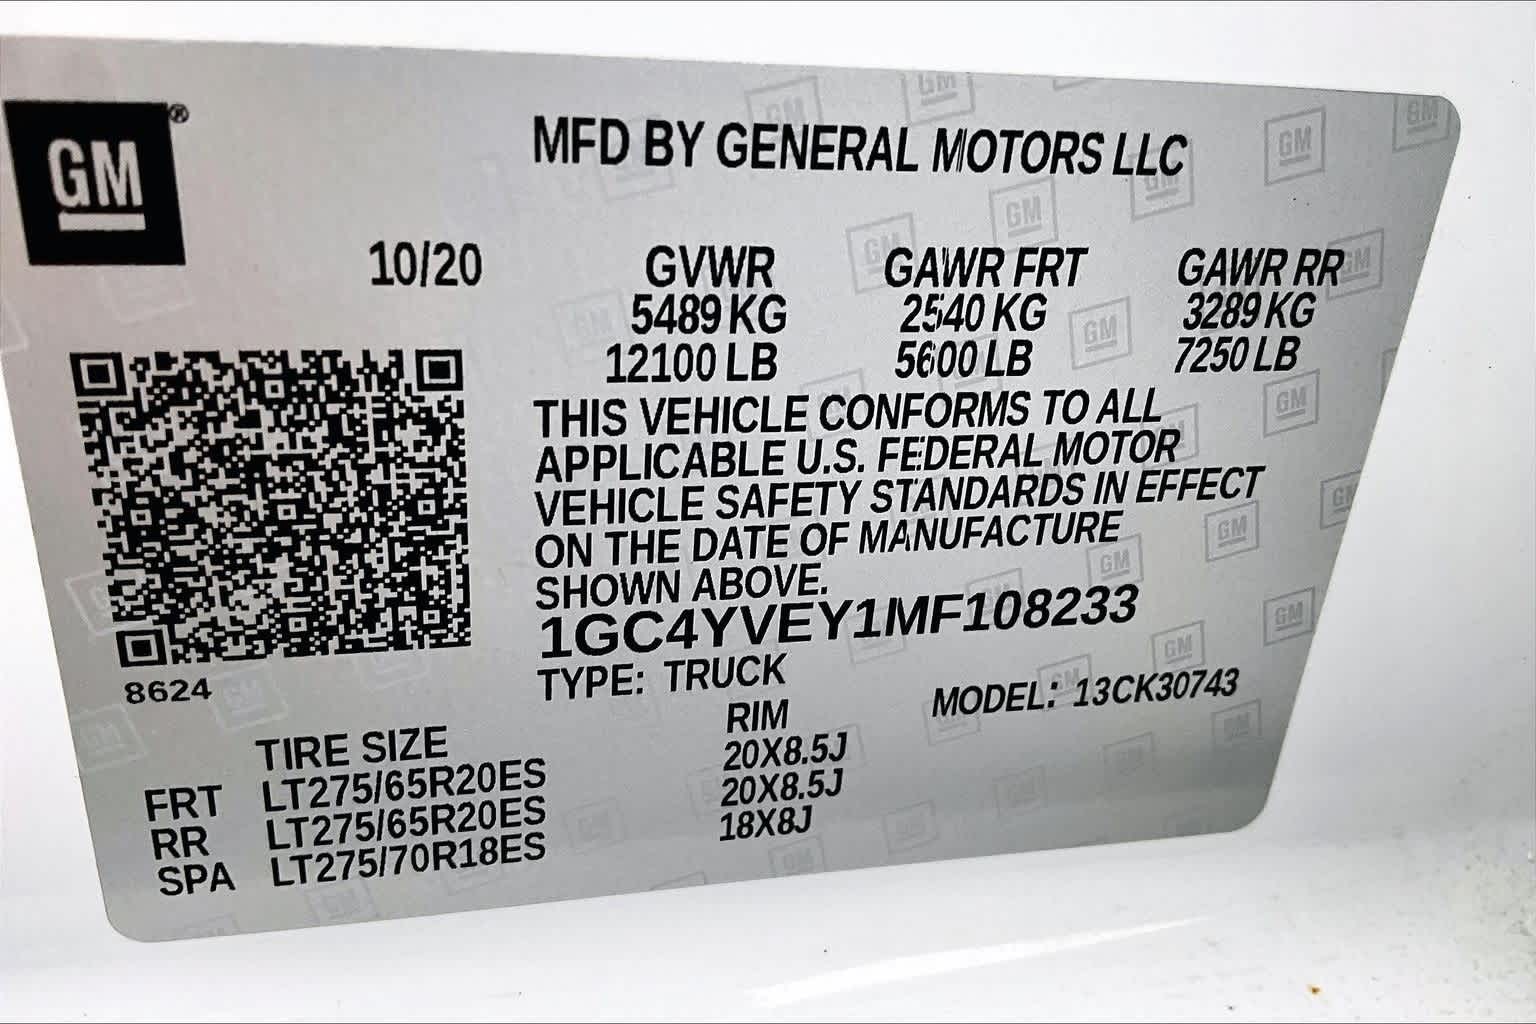 GM®
MFD BY GENERAL MOTORS LLC
10/20 GVWR GAWR FRT GAWR RR
5489 KG 2540 KG 3289 KG
12100 LB 5600 LB 7250 LB
THIS VEHICLE CONFORMS TO ALL
APPLICABLE U.S. FEDERAL MOTOR
VEHICLE SAFETY STANDARDS IN EFFECT
ON THE DATE OF MANUFACTURE
SHOWN ABOVE.
1GC4YVEY1MF108233
TYPE: TRUCK MODEL: 13CK30743
8624
TIRE SIZE RIM
FRT LT275/65R20ES 20X8.5J
RR LT275/65R20ES 20X8.5J
SPA LT275/70R18ES 18X8J